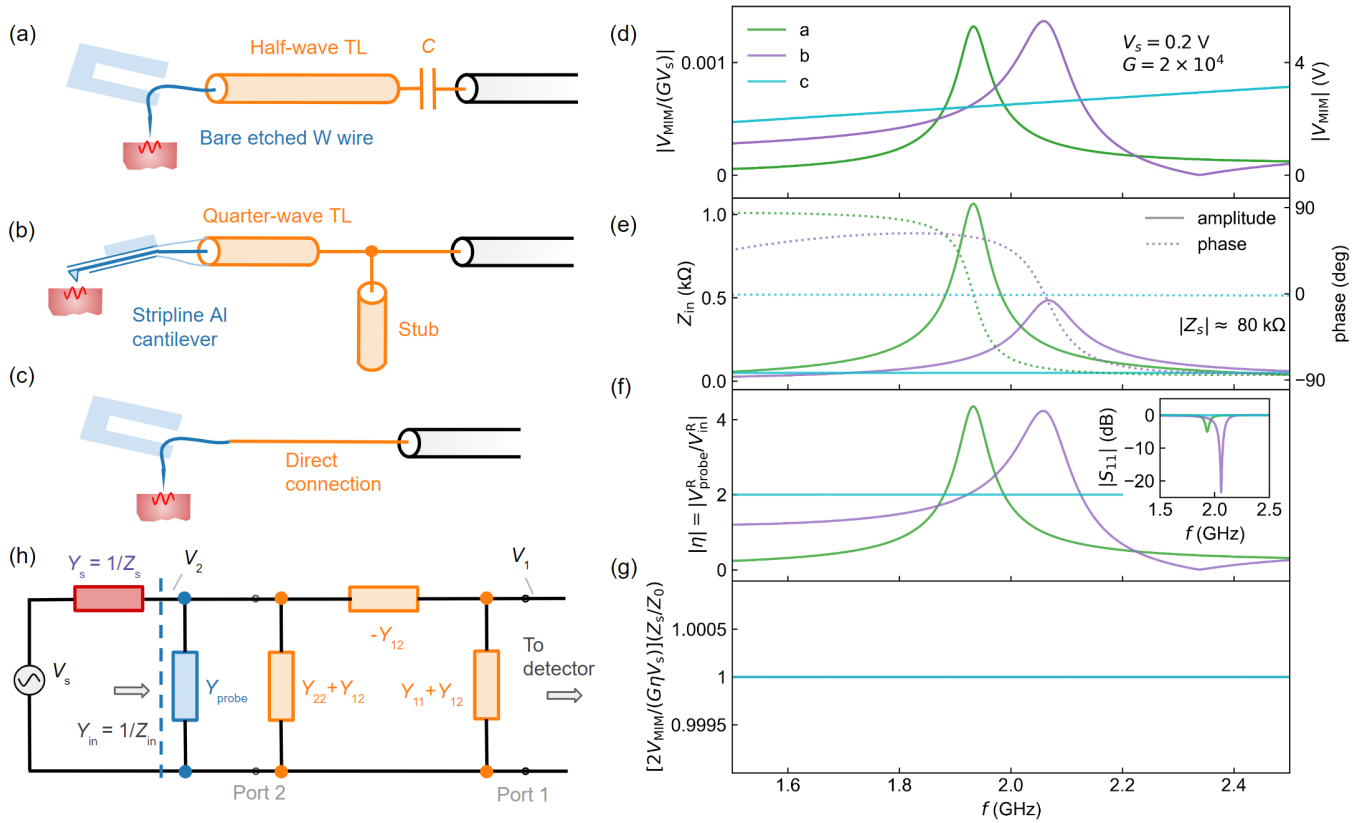 (a)
Half-wave TL
C
Bare etched W wire
(b)
Quarter-wave TL
Stripline Al
cantilever
Stub
(c)
Direct
connection
(h)
Y_s = 1/Z_s
V_2
V_1
-Y_12
To
detector
V_s
Y_probe
Y_22+Y_12
Y_11+Y_12
Y_in = 1/Z_in
Port 2
Port 1
(d)
|V_MIM/(GV_s)|
0.001
0
a
b
c
V_s = 0.2 V
G = 2 × 10^4
4
2
0
|V_MIM| (V)
(e)
Z_in (kΩ)
1.0
0.5
0.0
amplitude
phase
|Z_s| ≈ 80 kΩ
90
0
−90
phase (deg)
(f)
|η| = |V^R_probe/V^R_in|
4
2
0
|S_11| (dB)
0
−10
−20
1.5
2.0
2.5
f (GHz)
(g)
[2V_MIM/(GηV_s)](Z_s/Z_0)
1.0005
1
0.9995
1.6
1.8
2.0
2.2
2.4
f (GHz)